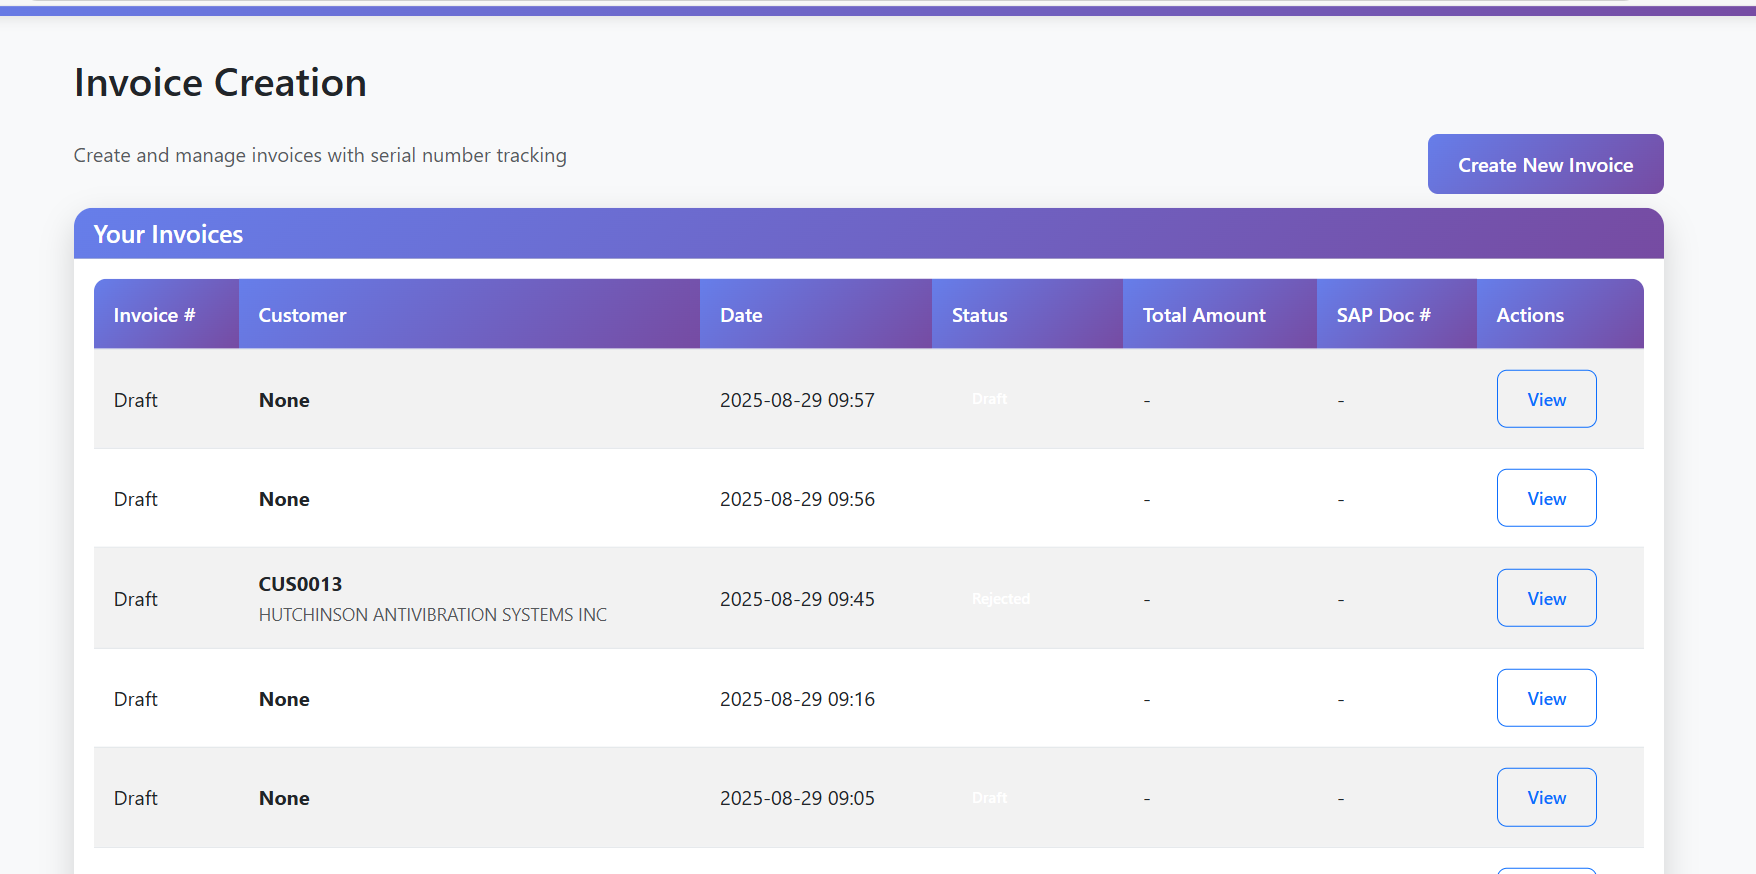 Invoice Creation
Create and manage invoices with serial number tracking
Create New Invoice
Your Invoices
Invoice # Customer Date Status Total Amount SAP Doc # Actions
Draft None 2025-08-29 09:57 Draft - - View
Draft None 2025-08-29 09:56 - - View
CUS0013
Draft HUTCHINSON ANTIVIBRATION SYSTEMS INC 2025-08-29 09:45 Rejected - - View
Draft None 2025-08-29 09:16 - - View
Draft None 2025-08-29 09:05 Draft - - View